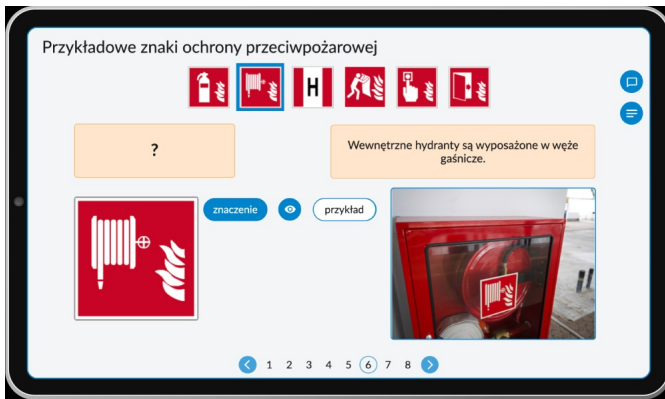 Przykładowe znaki ochrony przeciwpożarowej
H
?
Wewnętrzne hydranty są wyposażone w węże
gaśnicze.
znaczenie
przykład
1 2 3 4 5 6 7 8